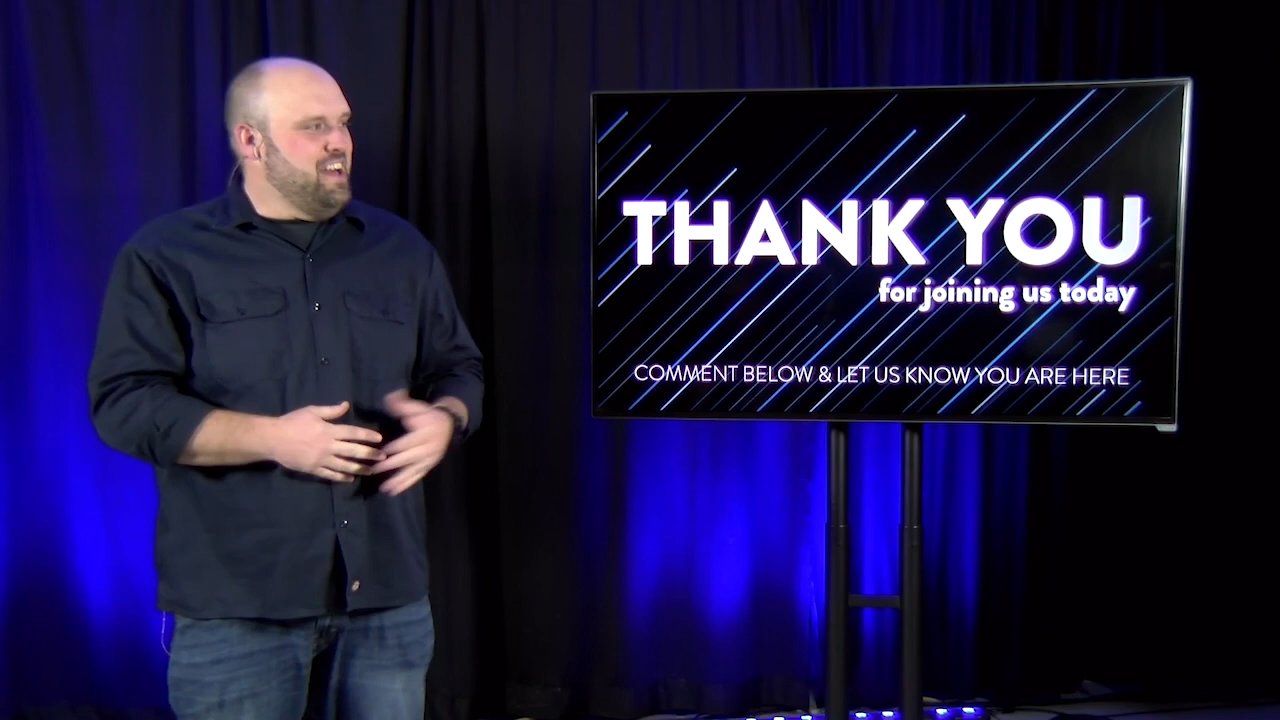 THANK YOU
for joining us today
COMMENT BELOW & LET US KNOW YOU ARE HERE